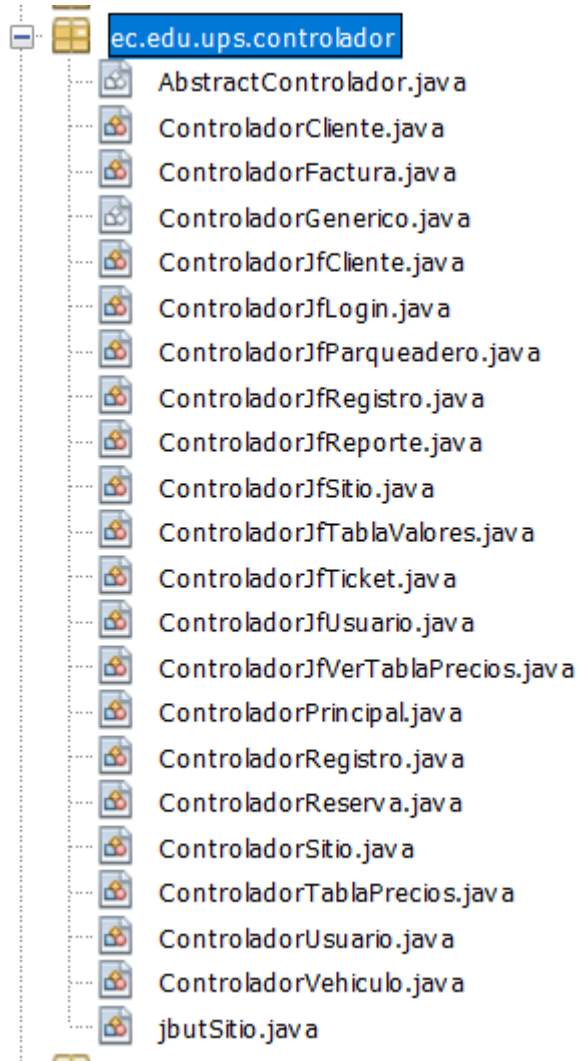 ec.edu.ups.controlador
AbstractControlador.java
ControladorCliente.java
ControladorFactura.java
ControladorGenerico.java
ControladorJfCliente.java
ControladorJfLogin.java
ControladorJfParqueadero.java
ControladorJfRegistro.java
ControladorJfReporte.java
ControladorJfSitio.java
ControladorJfTablaValores.java
ControladorJfTicket.java
ControladorJfUsuario.java
ControladorJfVerTablaPrecios.java
ControladorPrincipal.java
ControladorRegistro.java
ControladorReserva.java
ControladorSitio.java
ControladorTablaPrecios.java
ControladorUsuario.java
ControladorVehiculo.java
jbutSitio.java